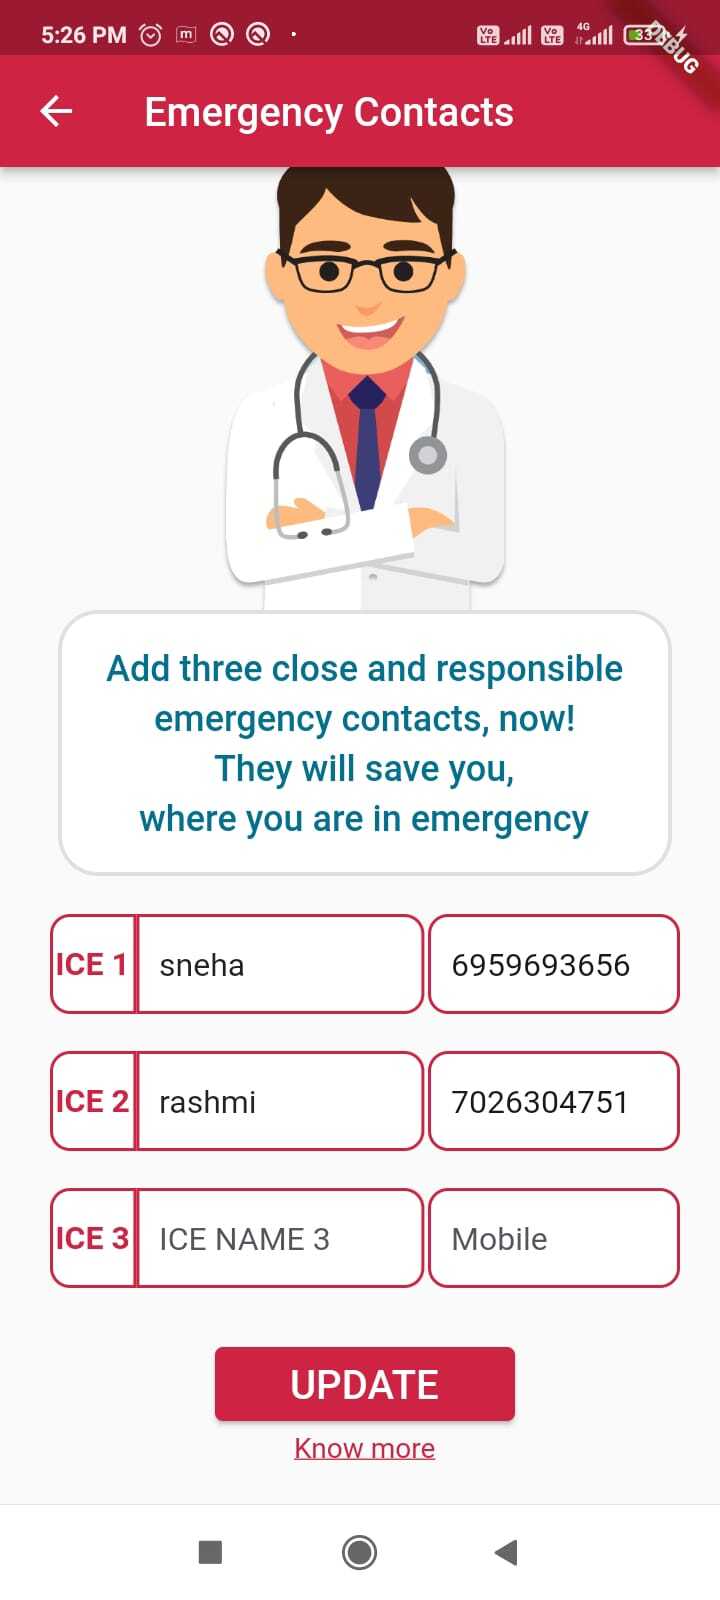 5:26 PM m Vo LTE Vo LTE 4G 33
DEBUG
Emergency Contacts
Add three close and responsible
emergency contacts, now!
They will save you,
where you are in emergency
ICE 1 sneha 6959693656
ICE 2 rashmi 7026304751
ICE 3 ICE NAME 3 Mobile
UPDATE
Know more